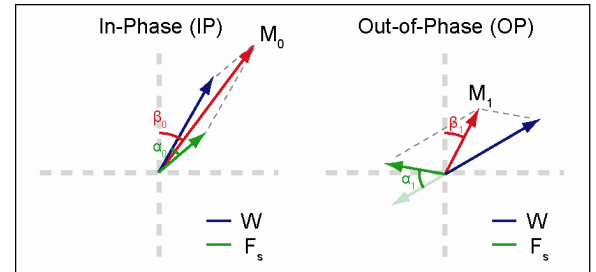 In-Phase (IP)
M₀
β₀
α₀
W
Fₛ
Out-of-Phase (OP)
M₁
β₁
α₁
W
Fₛ